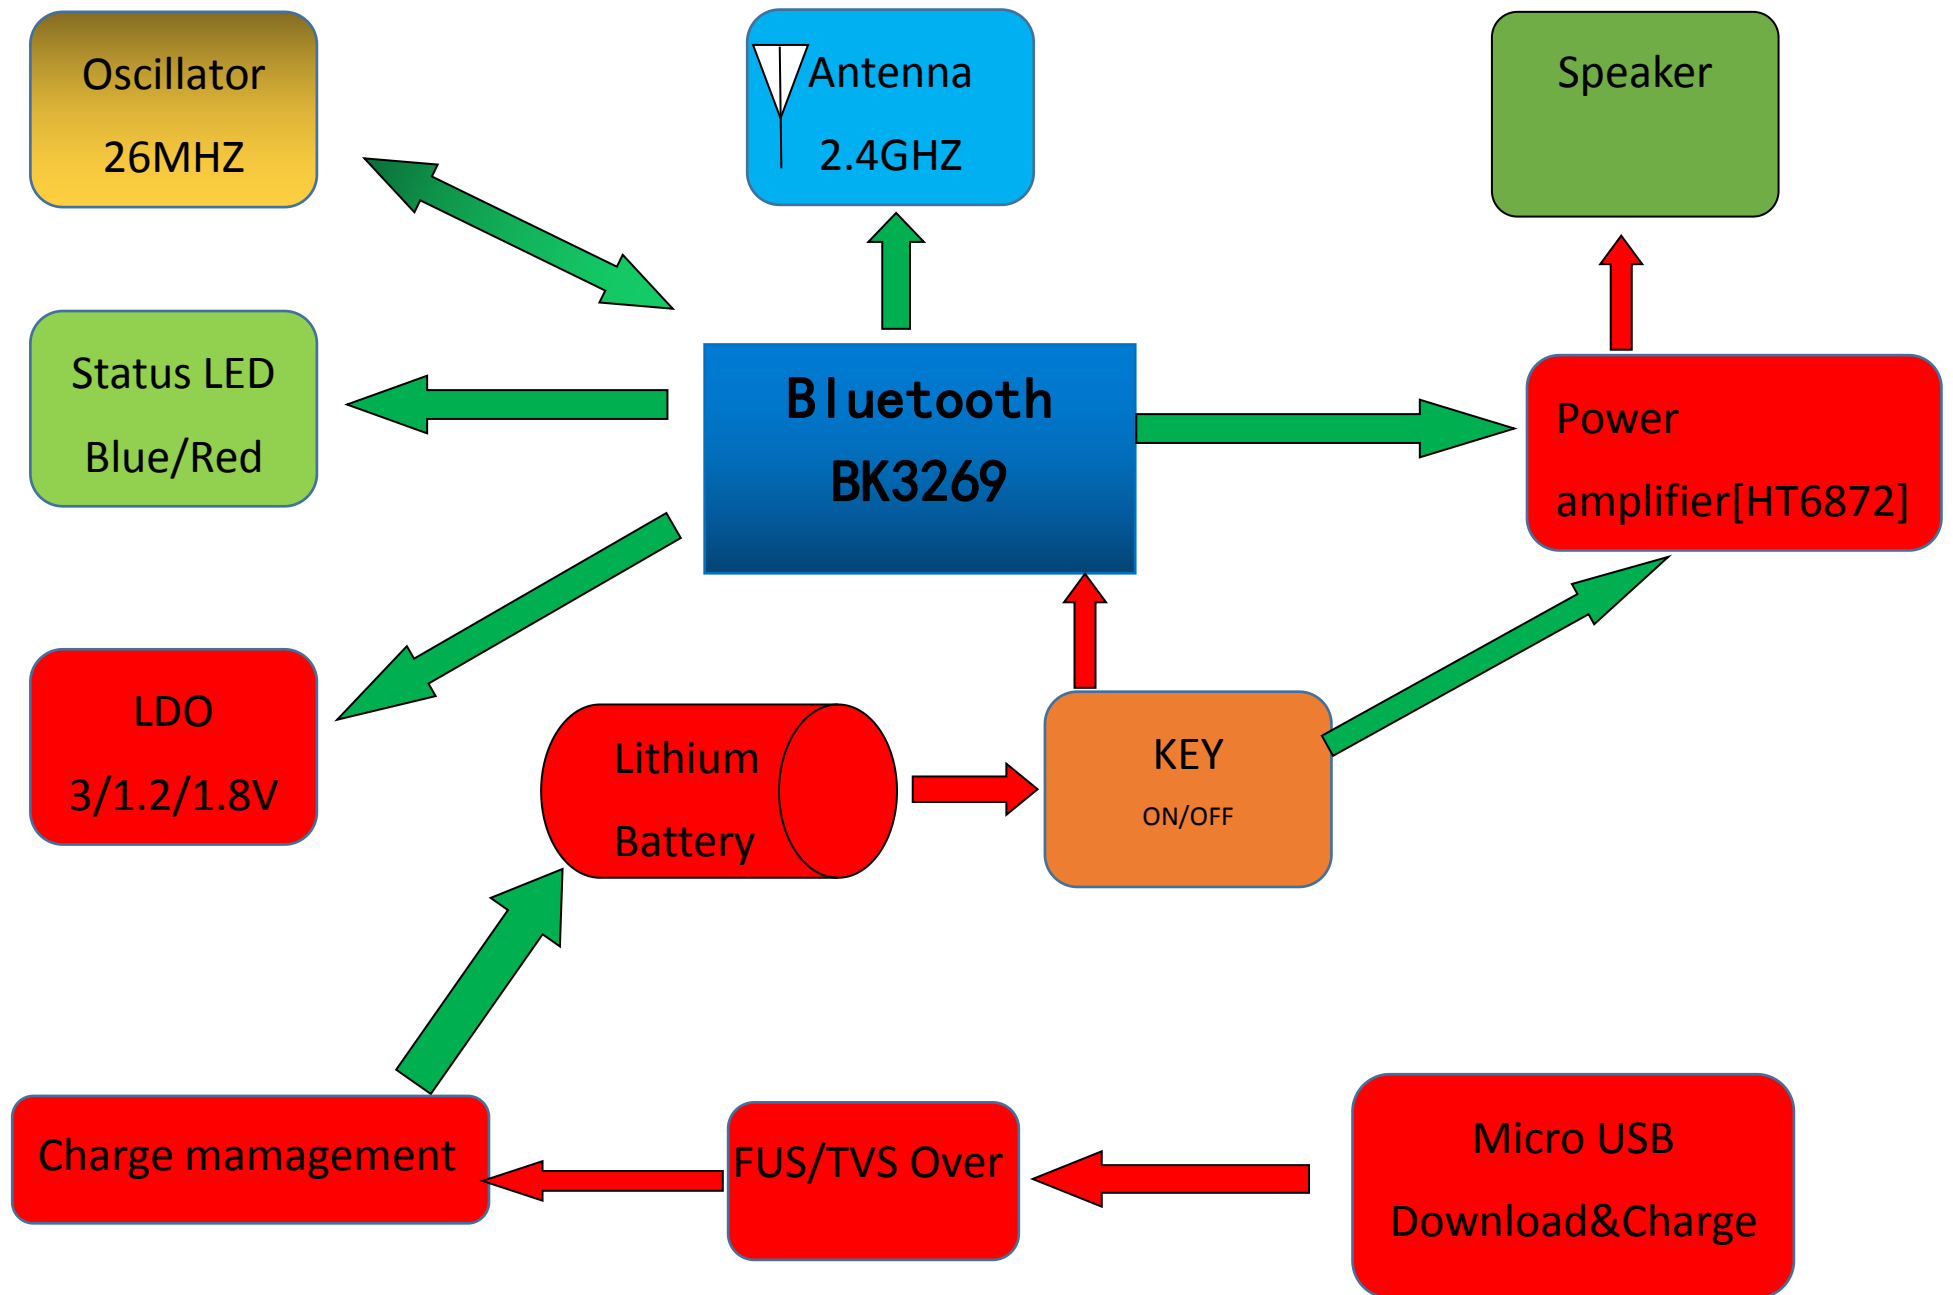 Oscillator
26MHZ
Antenna
2.4GHZ
Speaker
Status LED
Blue/Red
Bluetooth
BK3269
Power
amplifier[HT6872]
LDO
3/1.2/1.8V
Lithium
Battery
KEY
ON/OFF
Charge mamagement
FUS/TVS Over
Micro USB
Download&Charge